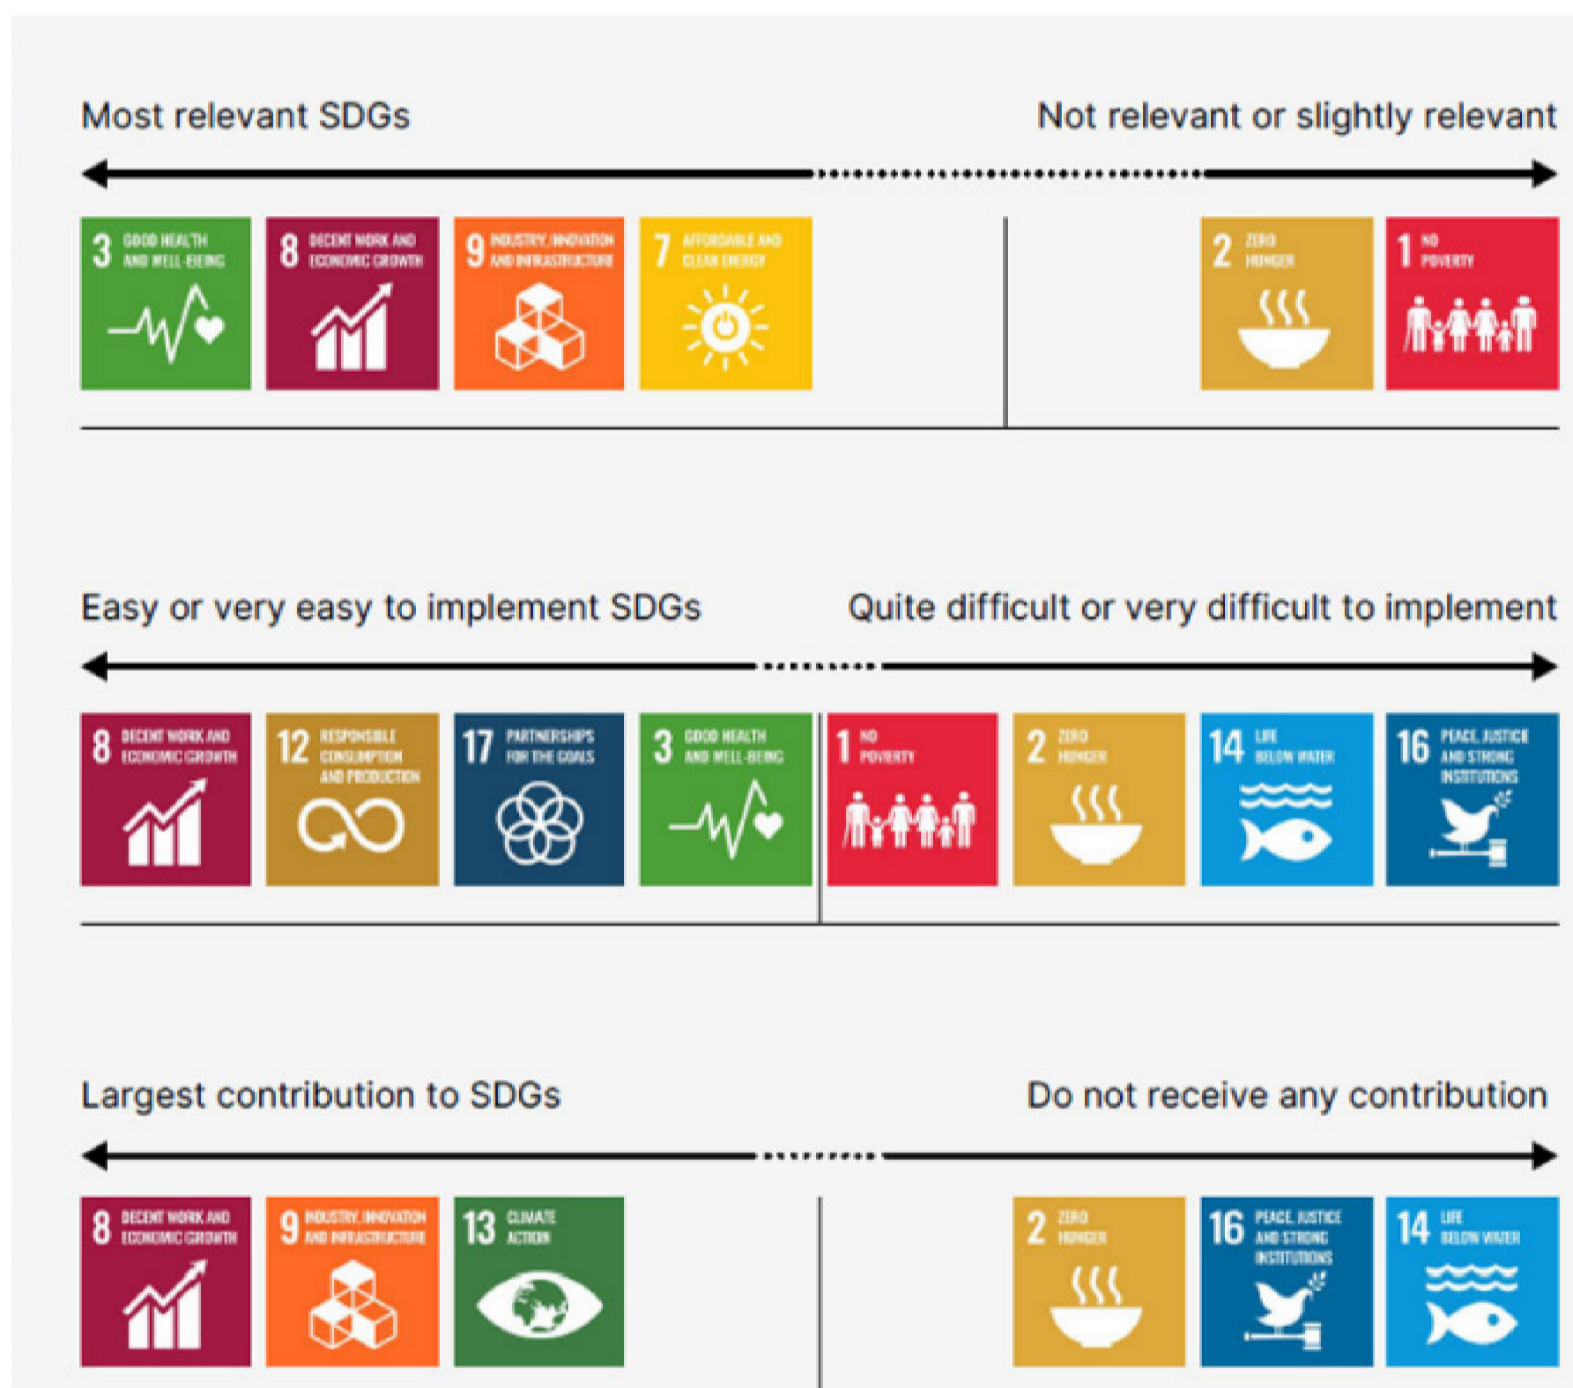 Most relevant SDGs
Not relevant or slightly relevant
3 GOOD HEALTH
AND WELL-BEING
8 DECENT WORK AND
ECONOMIC GROWTH
9 INDUSTRY, INNOVATION
AND INFRASTRUCTURE
7 AFFORDABLE AND
CLEAN ENERGY
2 ZERO
HUNGER
1 NO
POVERTY
Easy or very easy to implement SDGs
Quite difficult or very difficult to implement
8 DECENT WORK AND
ECONOMIC GROWTH
12 RESPONSIBLE
CONSUMPTION
AND PRODUCTION
17 PARTNERSHIPS
FOR THE GOALS
3 GOOD HEALTH
AND WELL-BEING
1 NO
POVERTY
2 ZERO
HUNGER
14 LIFE
BELOW WATER
16 PEACE, JUSTICE
AND STRONG
INSTITUTIONS
Largest contribution to SDGs
Do not receive any contribution
8 DECENT WORK AND
ECONOMIC GROWTH
9 INDUSTRY, INNOVATION
AND INFRASTRUCTURE
13 CLIMATE
ACTION
2 ZERO
HUNGER
16 PEACE, JUSTICE
AND STRONG
INSTITUTIONS
14 LIFE
BELOW WATER